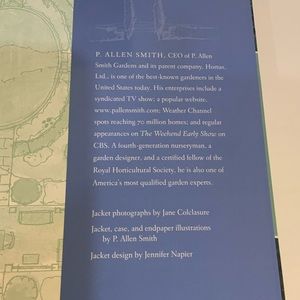 P. ALLEN SMITH, CEO of P. Allen
Smith Gardens and its parent company, Hortus,
Ltd., is one of the best-known gardeners in the
United States today. His enterprises include a
syndicated TV show; a popular website,
www.pallensmith.com; Weather Channel
spots reaching 70 million homes; and regular
appearances on The Weekend Early Show on
CBS. A fourth-generation nurseryman, a
garden designer, and a certified fellow of the
Royal Horticultural Society, he is also one of
America's most qualified garden experts.
Jacket photographs by Jane Colclasure
Jacket, case, and endpaper illustrations
by P. Allen Smith
Jacket design by Jennifer Napier